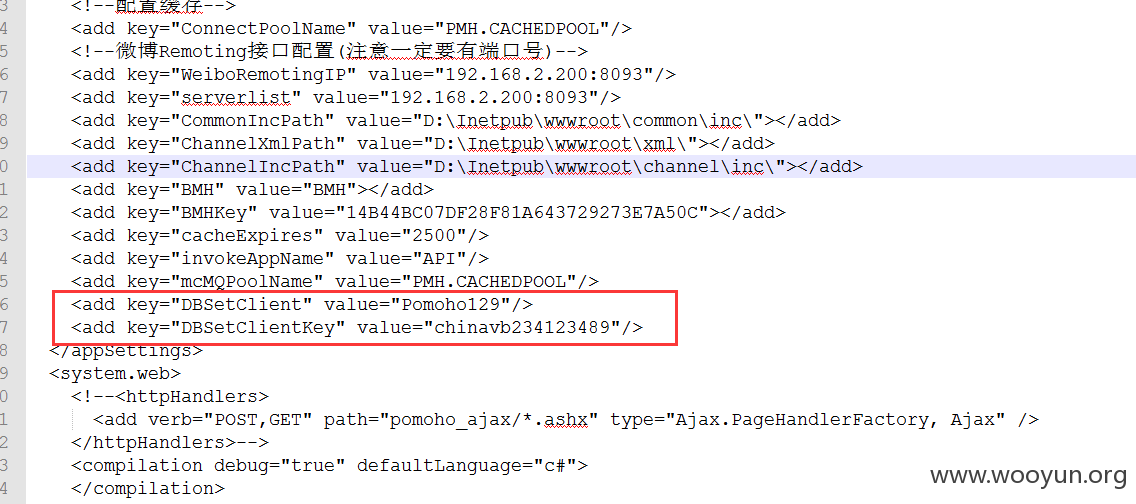 3 <!--配置缓存-->
4 <add key="ConnectPoolName" value="PMH.CACHEDPOOL"/>
5 <!--微博Remoting接口配置(注意一定要有端口号)-->
6 <add key="WeiboRemotingIP" value="192.168.2.200:8093"/>
7 <add key="serverlist" value="192.168.2.200:8093"/>
8 <add key="CommonIncPath" value="D:\Inetpub\wwwroot\common\inc\"></add>
9 <add key="ChannelXmlPath" value="D:\Inetpub\wwwroot\xml\"></add>
0 <add key="ChannelIncPath" value="D:\Inetpub\wwwroot\channel\inc\"></add>
1 <add key="BMH" value="BMH"></add>
2 <add key="BMHKey" value="14B44BC07DF28F81A643729273E7A50C"></add>
3 <add key="cacheExpires" value="2500"/>
4 <add key="invokeAppName" value="API"/>
5 <add key="mcMQPoolName" value="PMH.CACHEDPOOL"/>
6 <add key="DBSetClient" value="Pomoho129"/>
7 <add key="DBSetClientKey" value="chinavb234123489"/>
8 </appSettings>
9 <system.web>
0 <!--<httpHandlers>
1 <add verb="POST,GET" path="pomoho_ajax/*.ashx" type="Ajax.PageHandlerFactory, Ajax" />
2 </httpHandlers>-->
3 <compilation debug="true" defaultLanguage="c#">
4 </compilation>
www.wooyun.org